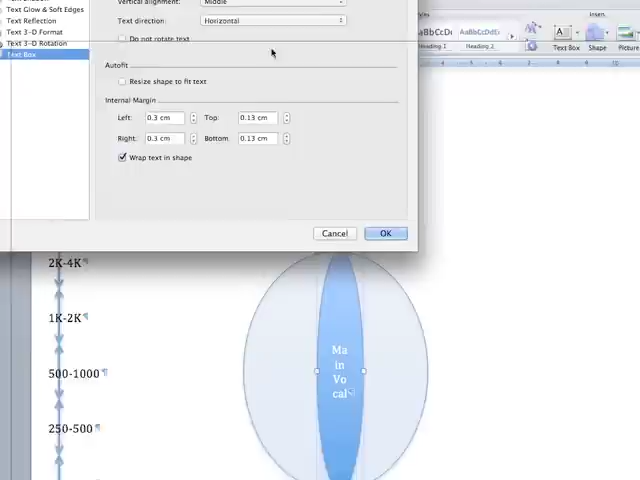 Vertical alignment: Middle
Text Glow & Soft Edges
Text Reflection
Text direction: Horizontal
Text 3-D Format
Do not rotate text
Text 3-D Rotation
Text Box
Autofit
Resize shape to fit text
Internal Margin
Left: 0.3 cm Top: 0.13 cm
Right: 0.3 cm Bottom: 0.13 cm
Wrap text in shape
Cancel OK
AaBbCcDdE
Heading 1 Heading 2
Text Box Shape Picture
2K-4K¶
1K-2K¶
500-1000¶
250-500¶
Ma
in
Vo
cal¶